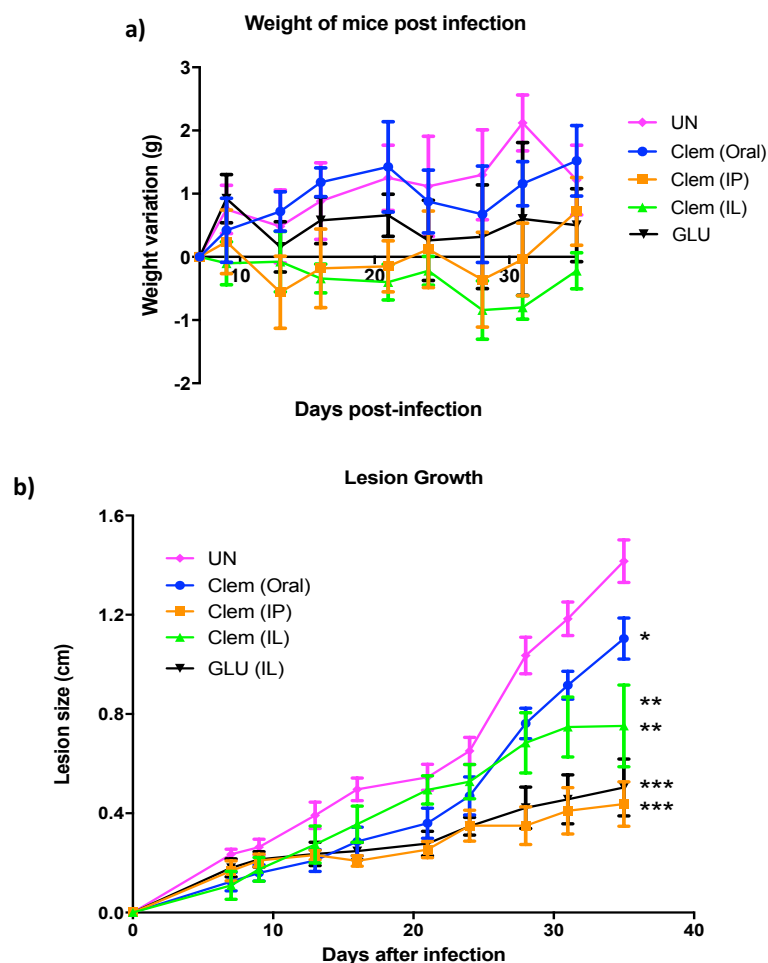 a)
Weight of mice post infection
3
2
1
0
-1
-2
10
20
30
Weight variation (g)
Days post-infection
UN
Clem (Oral)
Clem (IP)
Clem (IL)
GLU
b)
Lesion Growth
1.6
1.2
0.8
0.4
0.0
0
10
20
30
40
Lesion size (cm)
Days after infection
UN
Clem (Oral)
Clem (IP)
Clem (IL)
GLU (IL)
*
**
**
***
***